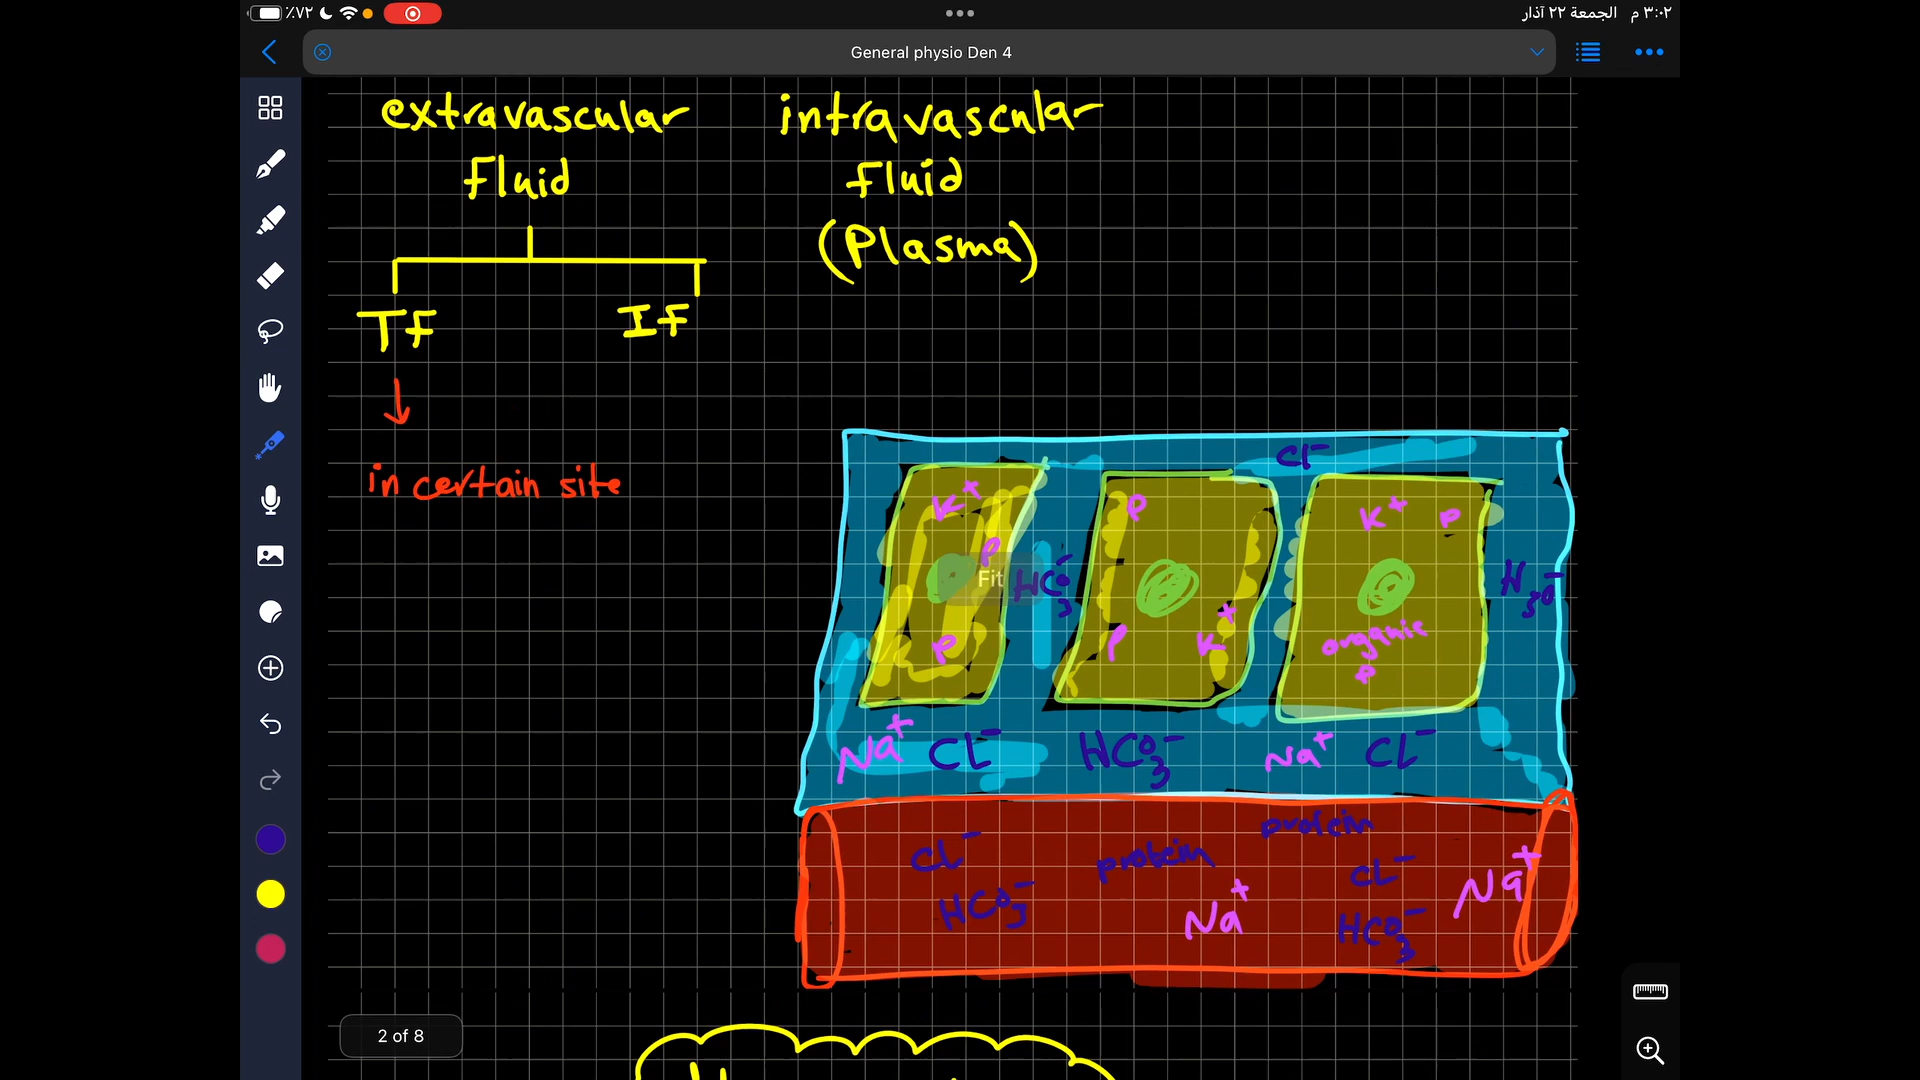 ٪٧٢
٣:٠٢ م الجمعة ٢٢ آذار
General physio Den 4
extravascular intravascular
fluid fluid
(Plasma)
TF IF
in certain site
Cl⁻
K⁺ P K⁺ P
P
Fit HCO₃⁻
P P K⁺ organic
P
Na⁺ CL⁻ HCO₃⁻ Na⁺ CL⁻
protein
CL⁻ protein CL⁻ Na⁺
HCO₃⁻ Na⁺ HCO₃⁻
2 of 8